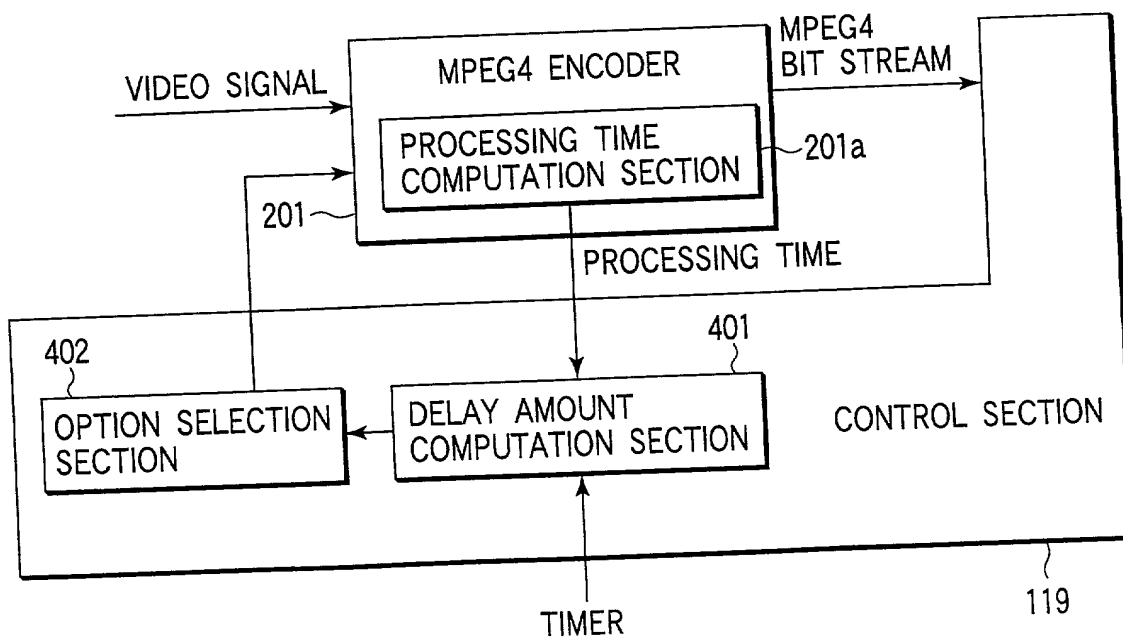 MPEG4 ENCODER
MPEG4
BIT STREAM
VIDEO SIGNAL
PROCESSING TIME
COMPUTATION SECTION
201a
201
PROCESSING TIME
402
401
OPTION SELECTION
SECTION
DELAY AMOUNT
COMPUTATION SECTION
CONTROL SECTION
TIMER
119